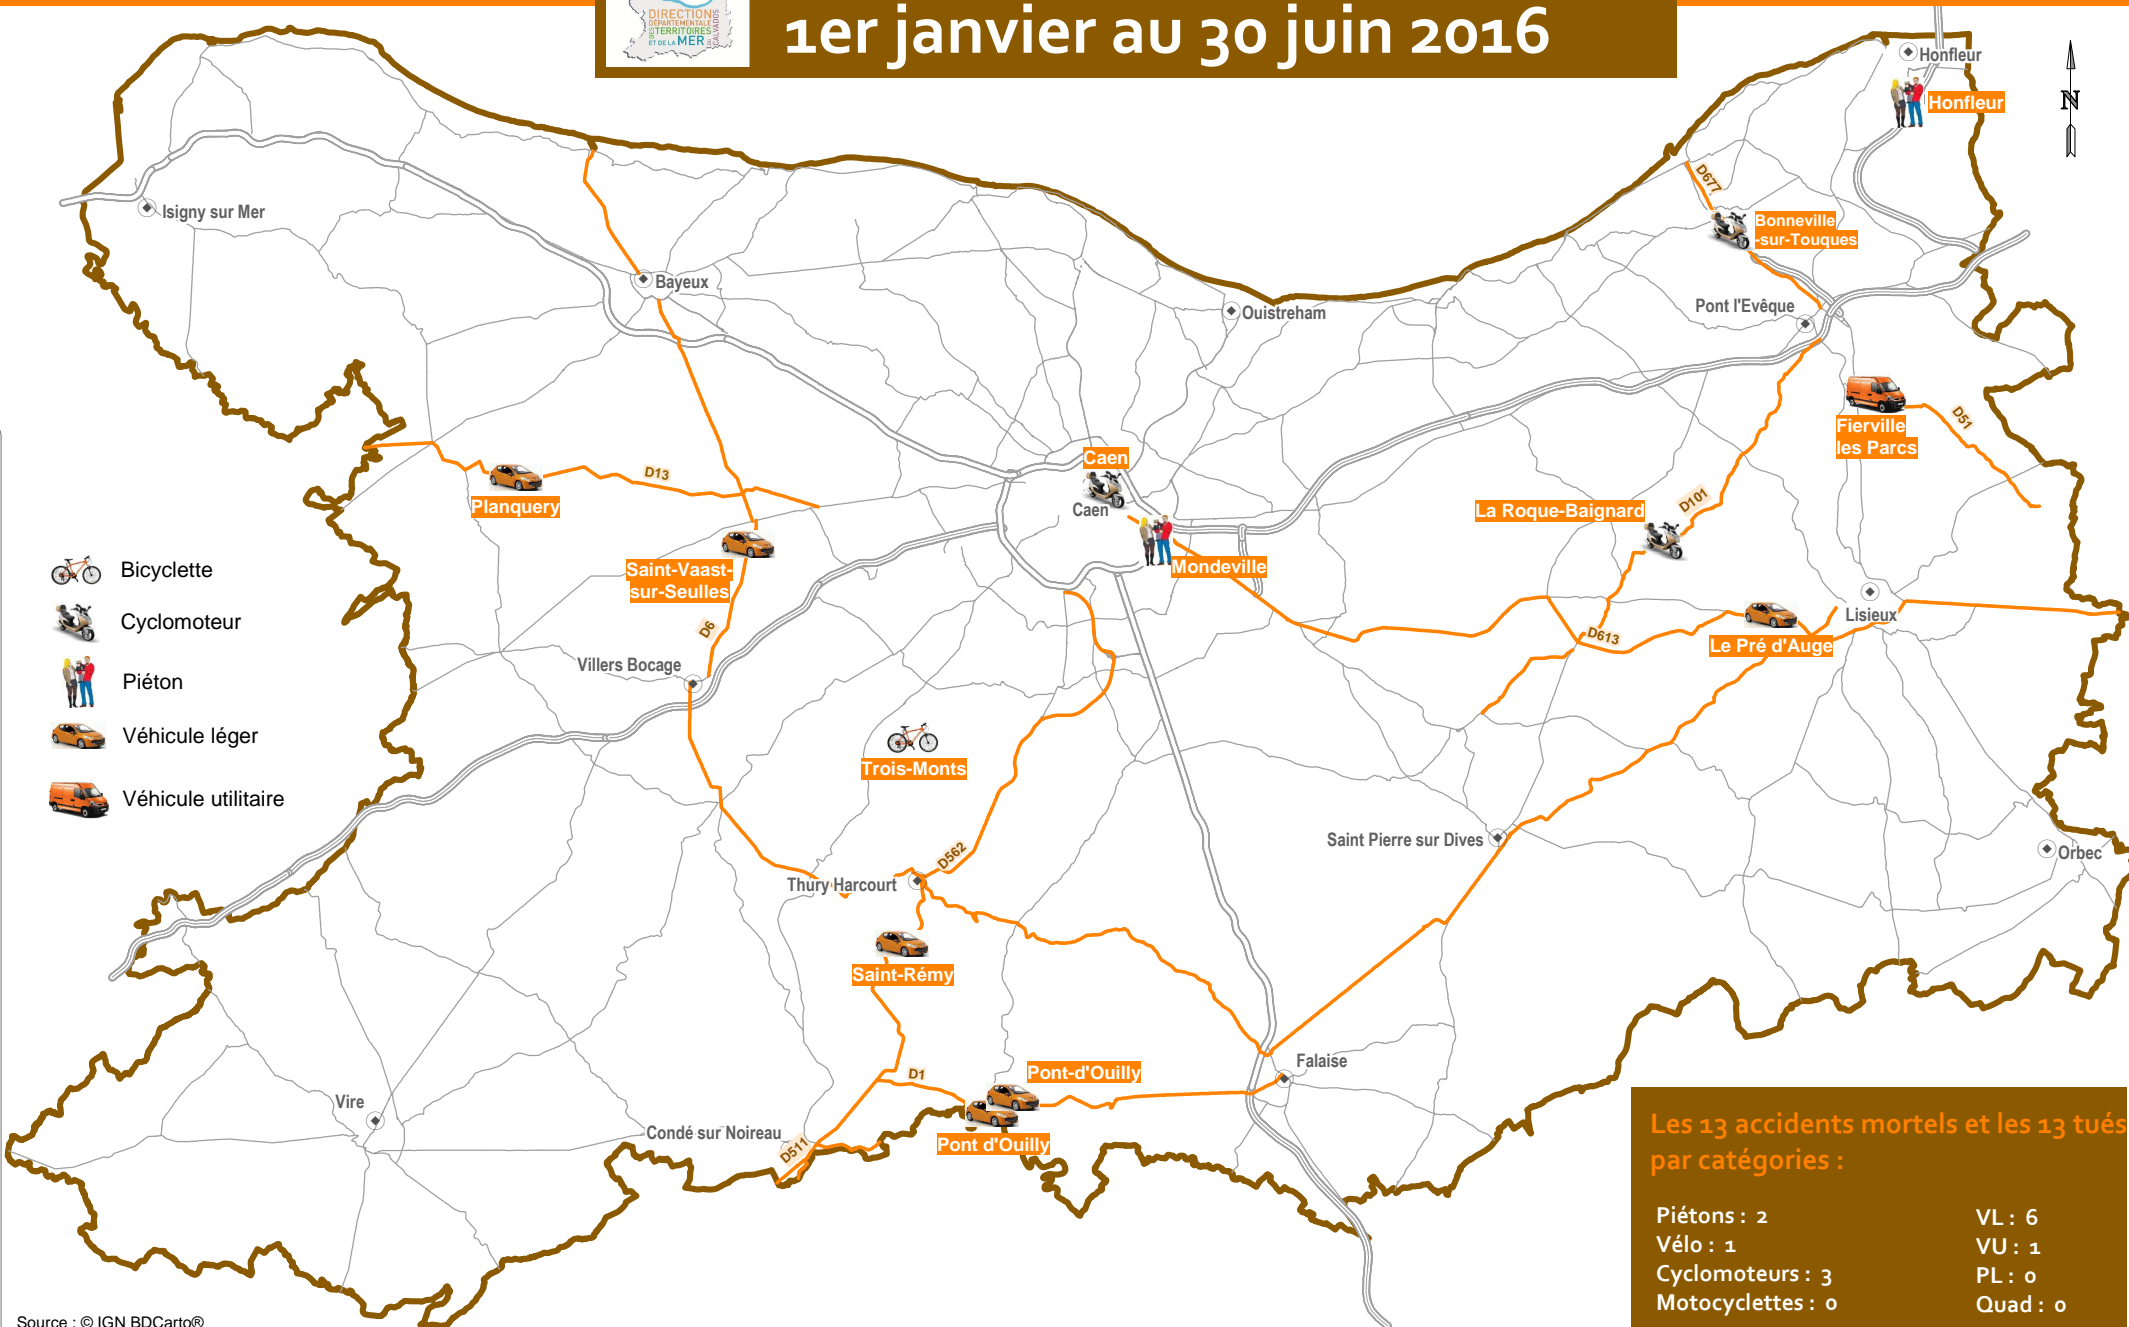 DIRECTION
DÉPARTEMENTALE
DES TERRITOIRES
ET DE LA MER
DU CALVADOS
1er janvier au 30 juin 2016
Honfleur
Honfleur
N
D677
Isigny sur Mer
Bonneville
-sur-Touques
Bayeux
Pont l'Evêque
Ouistreham
Fierville
les Parcs
D51
Caen
D13
Planquery
Caen
La Roque-Baignard
D101
Saint-Vaast-
sur-Seulles
Mondeville
Bicyclette
Cyclomoteur
Piéton
Véhicule léger
Véhicule utilitaire
D6
Villers Bocage
D613
Lisieux
Le Pré d'Auge
Trois-Monts
Saint Pierre sur Dives
Orbec
D562
Thury Harcourt
Saint-Rémy
D1
Pont-d'Ouilly
Falaise
Vire
Condé sur Noireau
D511
Pont d'Ouilly
Les 13 accidents mortels et les 13 tués
par catégories :
Piétons : 2
Vélo : 1
Cyclomoteurs : 3
Motocyclettes : 0
VL : 6
VU : 1
PL : 0
Quad : 0
Source : © IGN BDCarto®